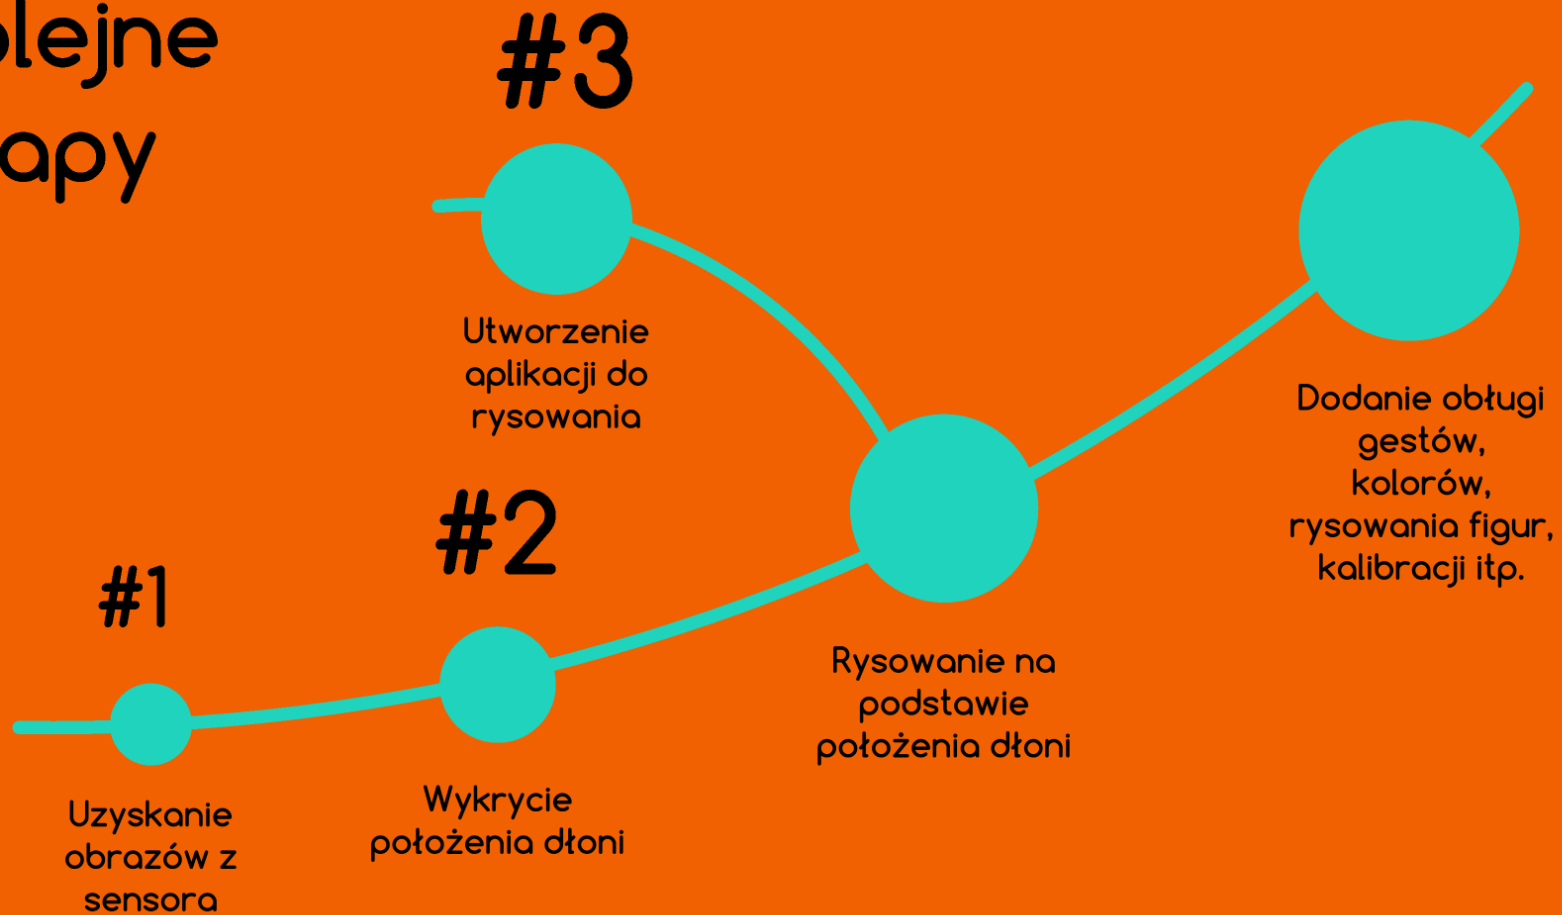 olejne
apy
#3
Utworzenie
aplikacji do
rysowania
#1
Uzyskanie
obrazów z
sensora
#2
Wykrycie
położenia dłoni
Rysowanie na
podstawie
położenia dłoni
Dodanie obługi
gestów,
kolorów,
rysowania figur,
kalibracji itp.